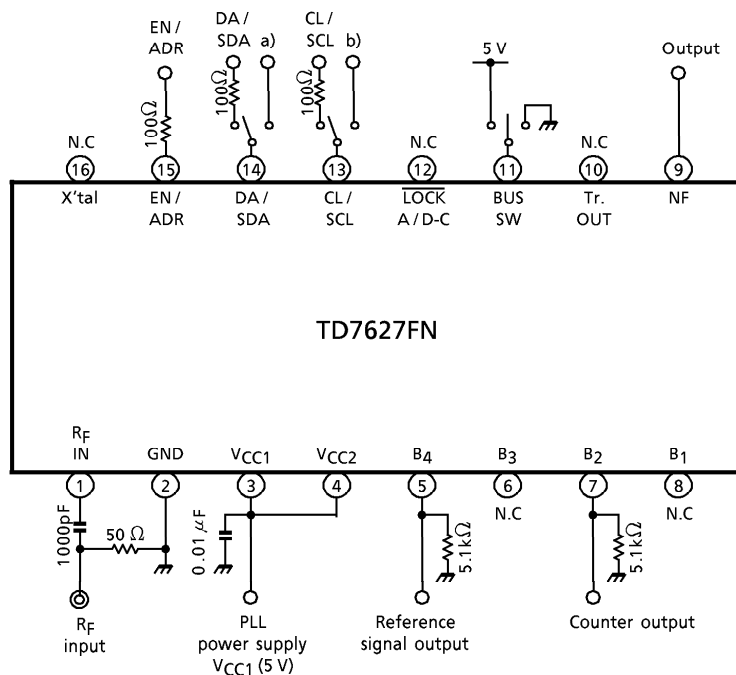 EN /
ADR
DA /
SDA a)
CL /
SCL b)
5 V
Output
100Ω
100Ω
100Ω
N.C
N.C
N.C
16
15
14
13
12
11
10
9
X'tal
EN /
ADR
DA /
SDA
CL /
SCL
LOCK
A / D-C
BUS
SW
Tr.
OUT
NF
TD7627FN
RF
IN
GND
VCC1
VCC2
B4
B3
B2
B1
1
2
3
4
5
6
7
8
N.C
N.C
1000pF
50 Ω
0.01 μF
5.1kΩ
5.1kΩ
RF
input
PLL
power supply
VCC1 (5 V)
Reference
signal output
Counter output